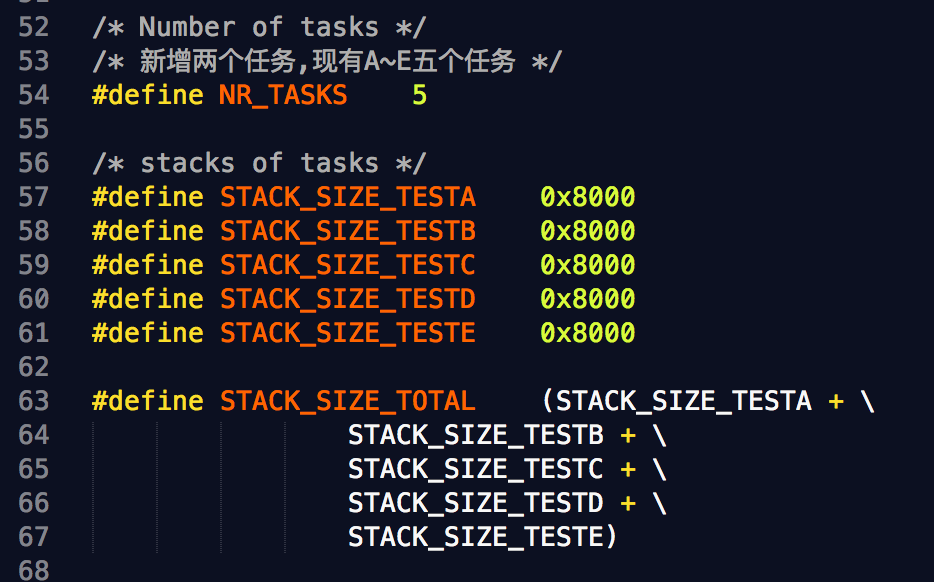 52 /* Number of tasks */
53 /* 新增两个任务,现有A~E五个任务 */
54 #define NR_TASKS    5
55
56 /* stacks of tasks */
57 #define STACK_SIZE_TESTA    0x8000
58 #define STACK_SIZE_TESTB    0x8000
59 #define STACK_SIZE_TESTC    0x8000
60 #define STACK_SIZE_TESTD    0x8000
61 #define STACK_SIZE_TESTE    0x8000
62
63 #define STACK_SIZE_TOTAL    (STACK_SIZE_TESTA + \
64                 STACK_SIZE_TESTB + \
65                 STACK_SIZE_TESTC + \
66                 STACK_SIZE_TESTD + \
67                 STACK_SIZE_TESTE)
68